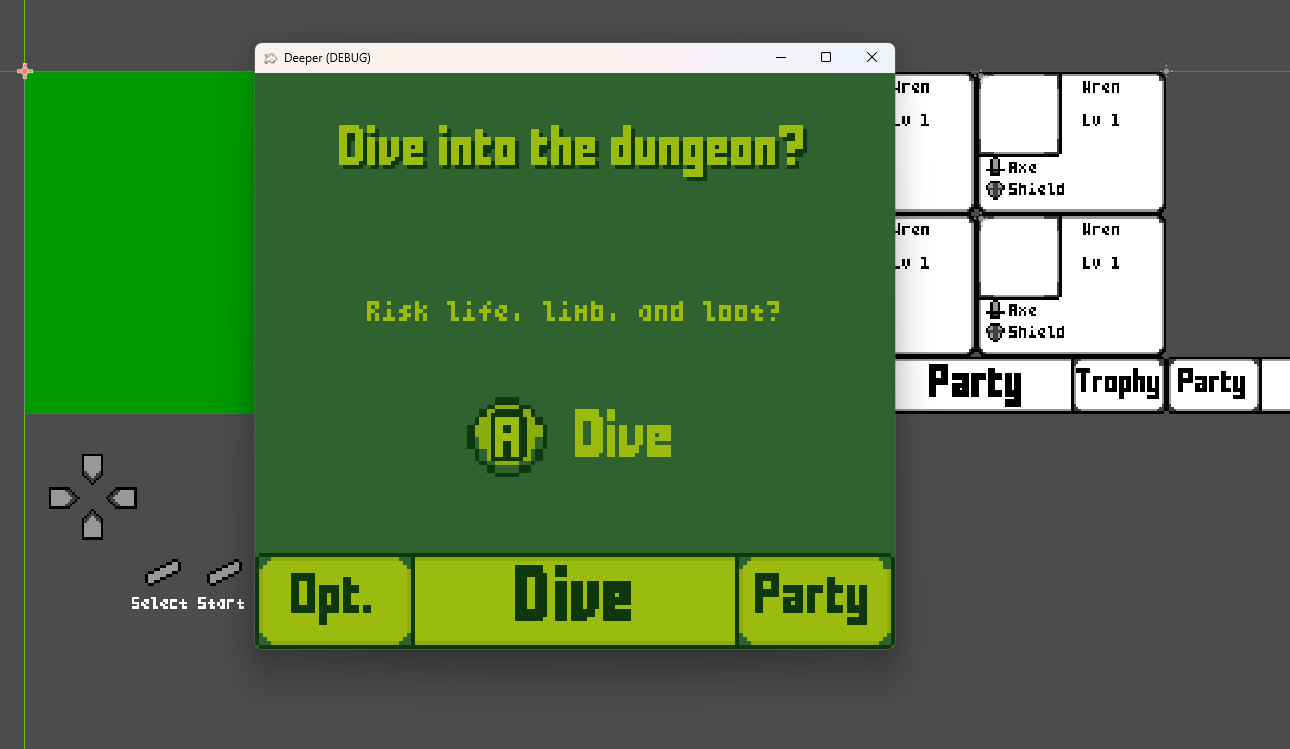 Deeper (DEBUG)
Dive into the dungeon?
Risk life, limb, and loot?
A Dive
Opt. Dive Party
Wren
Lv 1
Wren
Lv 1
Axe
Shield
Wren
Lv 1
Wren
Lv 1
Axe
Shield
Party Trophy Party
Select Start